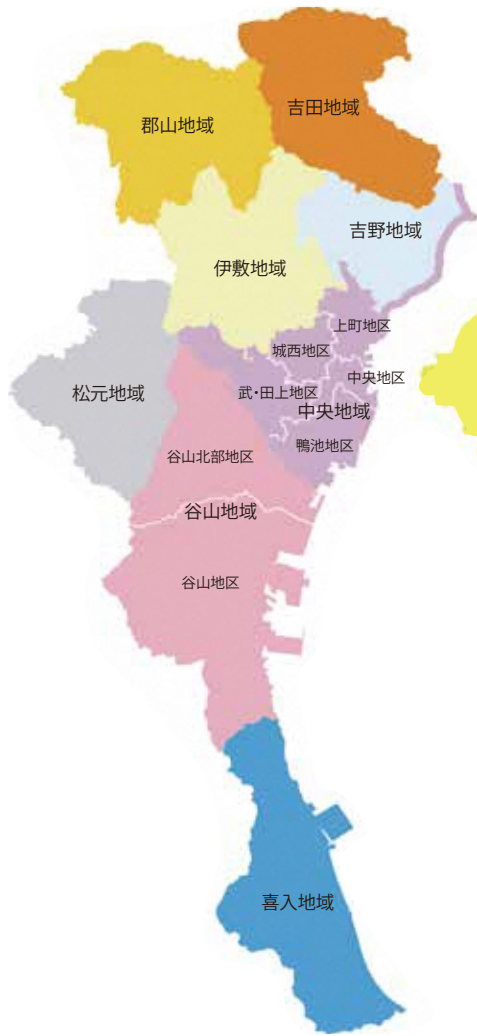 吉田地域
郡山地域
吉野地域
伊敷地域
上町地区
城西地区
中央地区
武・田上地区
松元地域
中央地域
鴨池地区
谷山北部地区
谷山地域
谷山地区
喜入地域